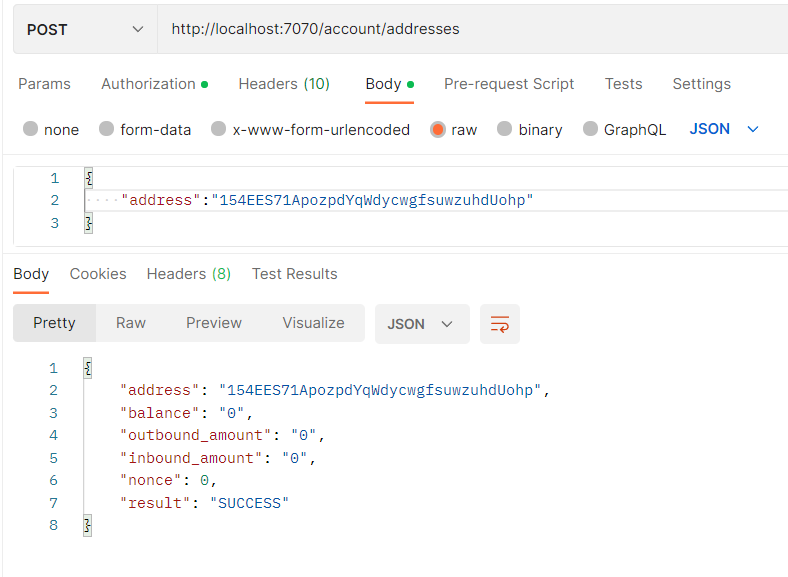 POST http://localhost:7070/account/addresses
Params Authorization Headers (10) Body Pre-request Script Tests Settings
none form-data x-www-form-urlencoded raw binary GraphQL JSON
1 {
2 ····"address":"154EES71ApozpdYqWdycwgfsuwzuhdUohp"
3 }
Body Cookies Headers (8) Test Results
Pretty Raw Preview Visualize JSON
1 {
2 "address": "154EES71ApozpdYqWdycwgfsuwzuhdUohp",
3 "balance": "0",
4 "outbound_amount": "0",
5 "inbound_amount": "0",
6 "nonce": 0,
7 "result": "SUCCESS"
8 }